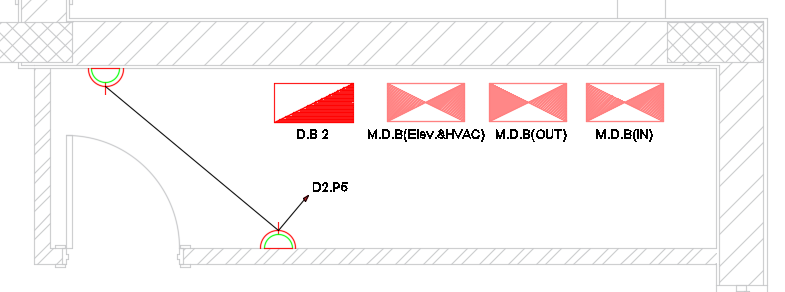 D.B 2
M.D.B(Elev.&HVAC)
M.D.B(OUT)
M.D.B(IN)
D2.P5